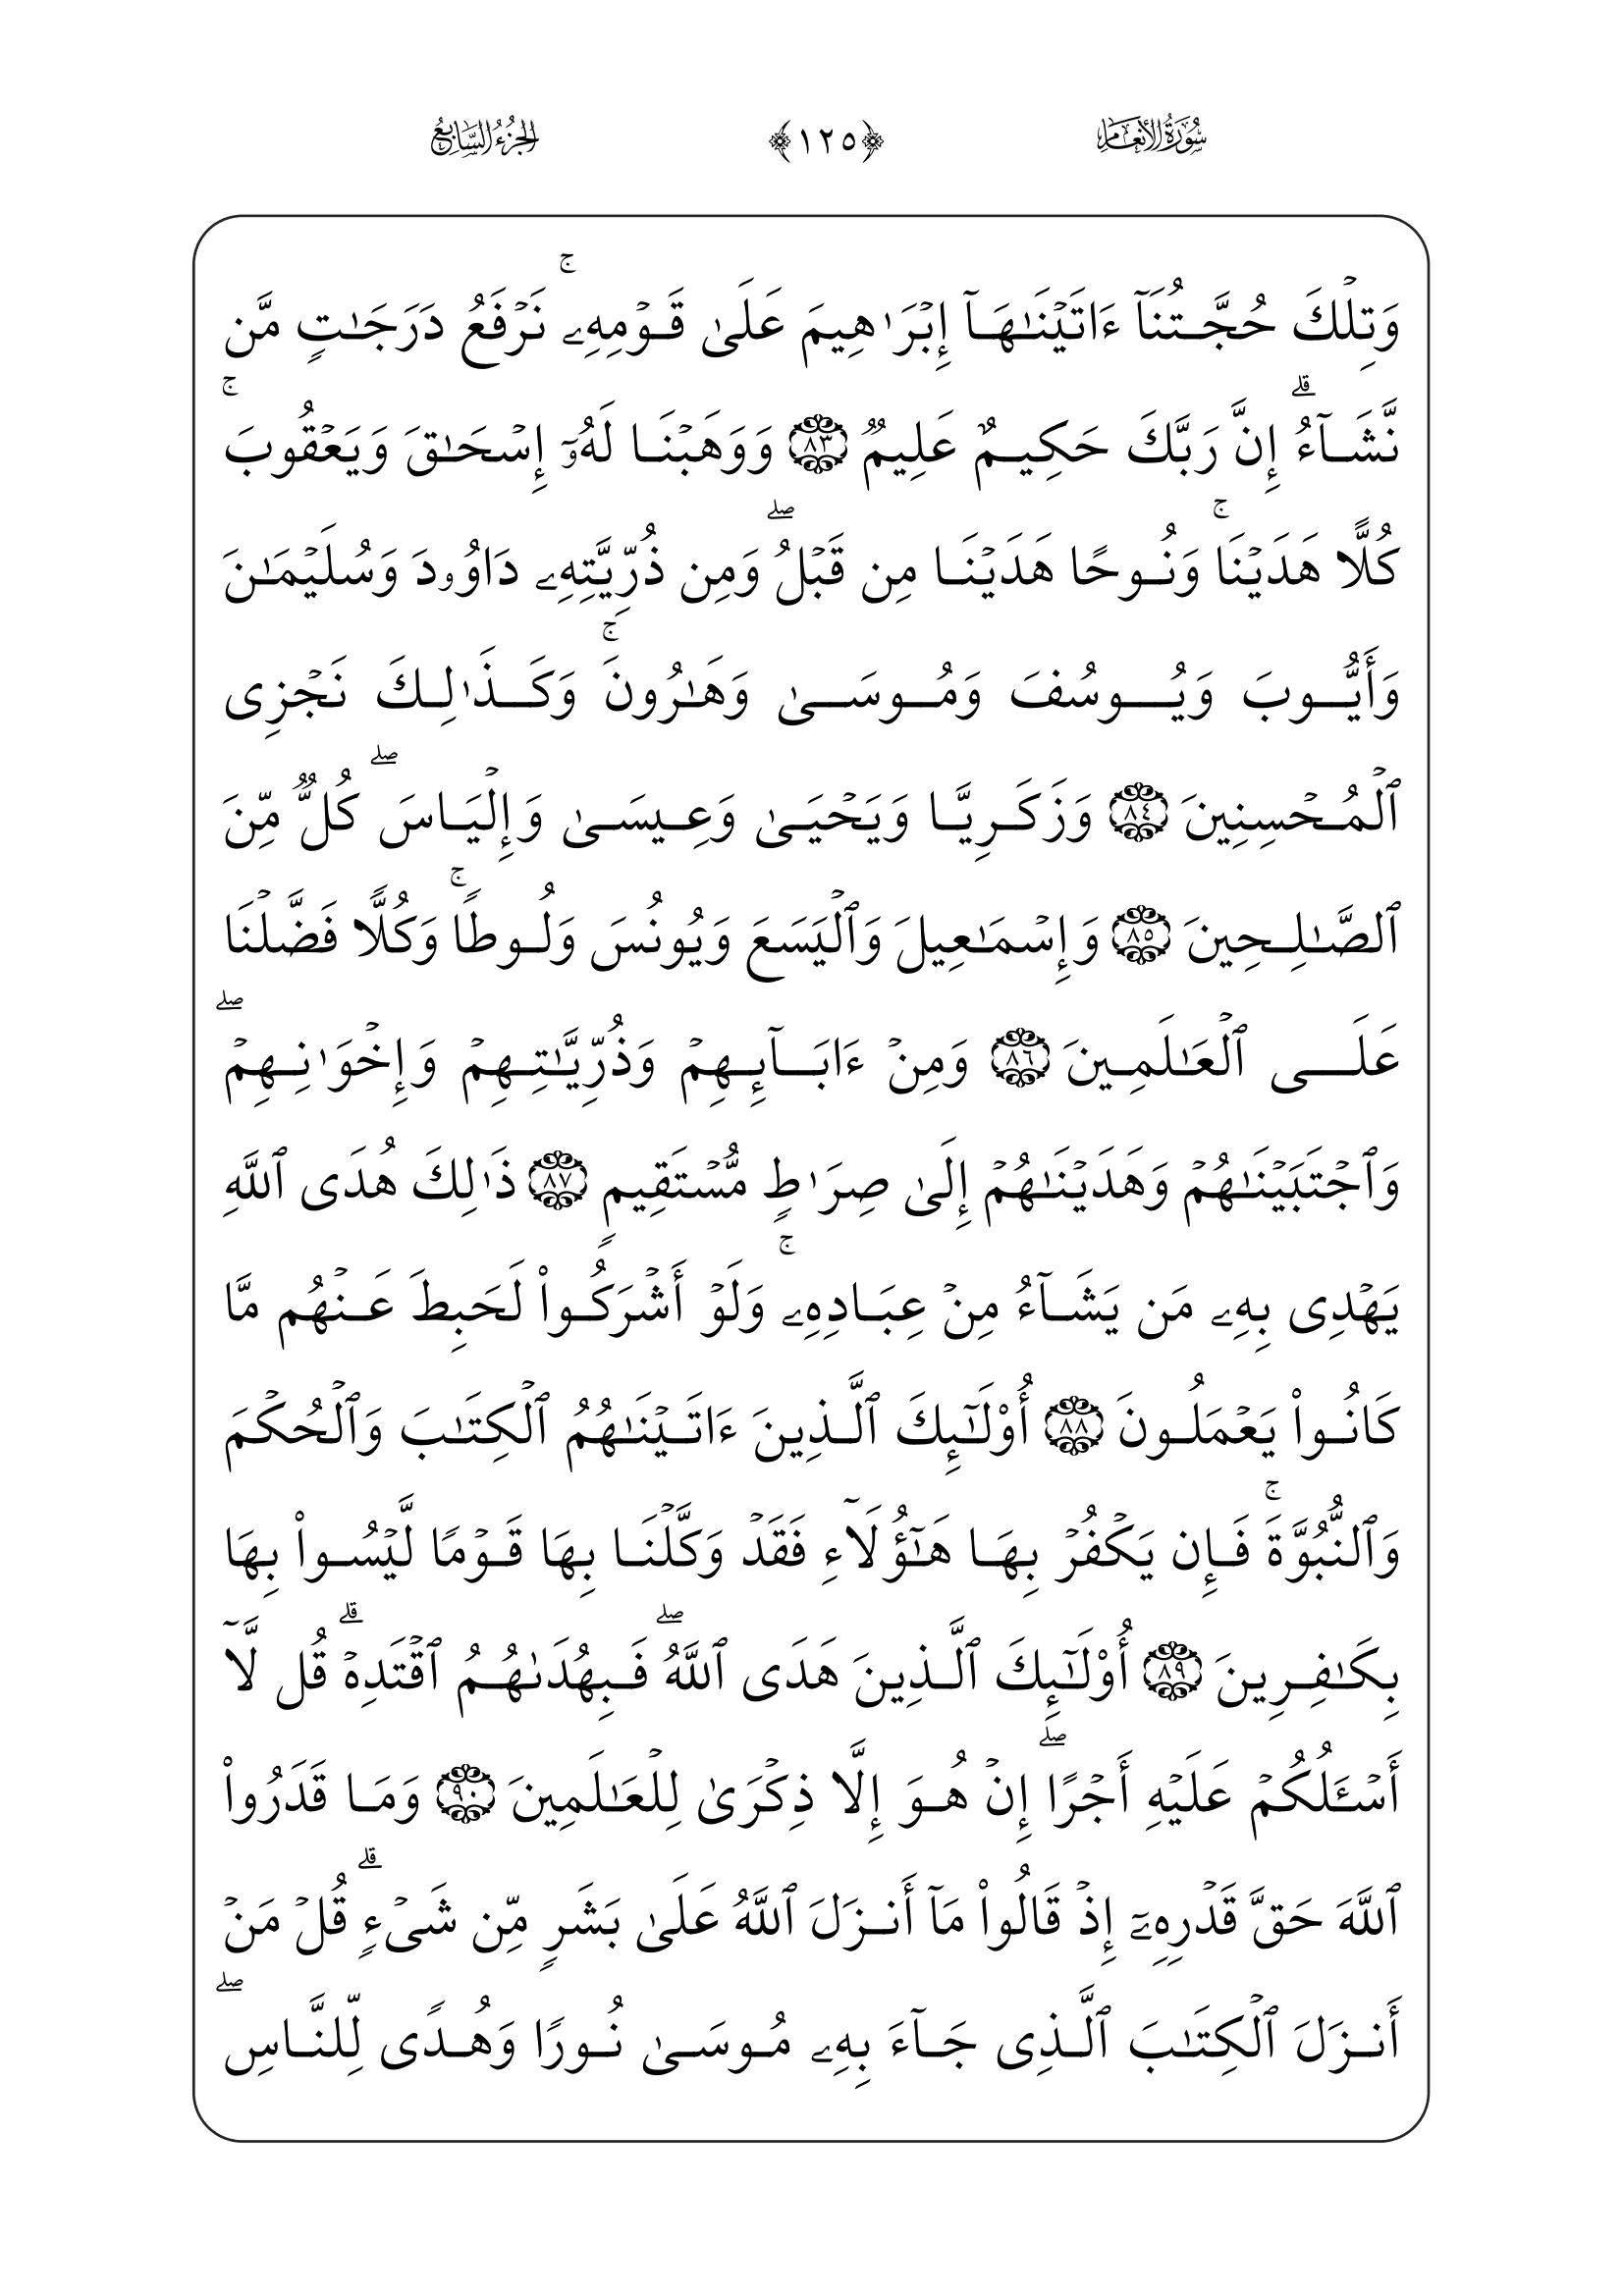 سُورَةُ الأَنْعَامِ ﴿١٢٥﴾ الجُزْءُ السَّابِعُ
وَتِلۡكَ حُجَّتُنَآ ءَاتَيۡنَٰهَآ إِبۡرَٰهِيمَ عَلَىٰ قَوۡمِهِۦۚ نَرۡفَعُ دَرَجَٰتٖ مَّن
نَّشَآءُۗ إِنَّ رَبَّكَ حَكِيمٌ عَلِيمٞ ٨٣ وَوَهَبۡنَا لَهُۥٓ إِسۡحَٰقَ وَيَعۡقُوبَۚ
كُلًّا هَدَيۡنَاۚ وَنُوحًا هَدَيۡنَا مِن قَبۡلُۖ وَمِن ذُرِّيَّتِهِۦ دَاوُۥدَ وَسُلَيۡمَٰنَ
وَأَيُّوبَ وَيُوسُفَ وَمُوسَىٰ وَهَٰرُونَۚ وَكَذَٰلِكَ نَجۡزِي
ٱلۡمُحۡسِنِينَ ٨٤ وَزَكَرِيَّا وَيَحۡيَىٰ وَعِيسَىٰ وَإِلۡيَاسَۖ كُلّٞ مِّنَ
ٱلصَّٰلِحِينَ ٨٥ وَإِسۡمَٰعِيلَ وَٱلۡيَسَعَ وَيُونُسَ وَلُوطٗاۚ وَكُلّٗا فَضَّلۡنَا
عَلَى ٱلۡعَٰلَمِينَ ٨٦ وَمِنۡ ءَابَآئِهِمۡ وَذُرِّيَّٰتِهِمۡ وَإِخۡوَٰنِهِمۡۖ
وَٱجۡتَبَيۡنَٰهُمۡ وَهَدَيۡنَٰهُمۡ إِلَىٰ صِرَٰطٖ مُّسۡتَقِيمٖ ٨٧ ذَٰلِكَ هُدَى ٱللَّهِ
يَهۡدِي بِهِۦ مَن يَشَآءُ مِنۡ عِبَادِهِۦۚ وَلَوۡ أَشۡرَكُواْ لَحَبِطَ عَنۡهُم مَّا
كَانُواْ يَعۡمَلُونَ ٨٨ أُوْلَٰٓئِكَ ٱلَّذِينَ ءَاتَيۡنَٰهُمُ ٱلۡكِتَٰبَ وَٱلۡحُكۡمَ
وَٱلنُّبُوَّةَۚ فَإِن يَكۡفُرۡ بِهَا هَٰٓؤُلَآءِ فَقَدۡ وَكَّلۡنَا بِهَا قَوۡمٗا لَّيۡسُواْ بِهَا
بِكَٰفِرِينَ ٨٩ أُوْلَٰٓئِكَ ٱلَّذِينَ هَدَى ٱللَّهُۖ فَبِهُدَىٰهُمُ ٱقۡتَدِهۡۗ قُل لَّآ
أَسۡـَٔلُكُمۡ عَلَيۡهِ أَجۡرًاۖ إِنۡ هُوَ إِلَّا ذِكۡرَىٰ لِلۡعَٰلَمِينَ ٩٠ وَمَا قَدَرُواْ
ٱللَّهَ حَقَّ قَدۡرِهِۦٓ إِذۡ قَالُواْ مَآ أَنزَلَ ٱللَّهُ عَلَىٰ بَشَرٖ مِّن شَيۡءٖۗ قُلۡ مَنۡ
أَنزَلَ ٱلۡكِتَٰبَ ٱلَّذِي جَآءَ بِهِۦ مُوسَىٰ نُورٗا وَهُدٗى لِّلنَّاسِۖ